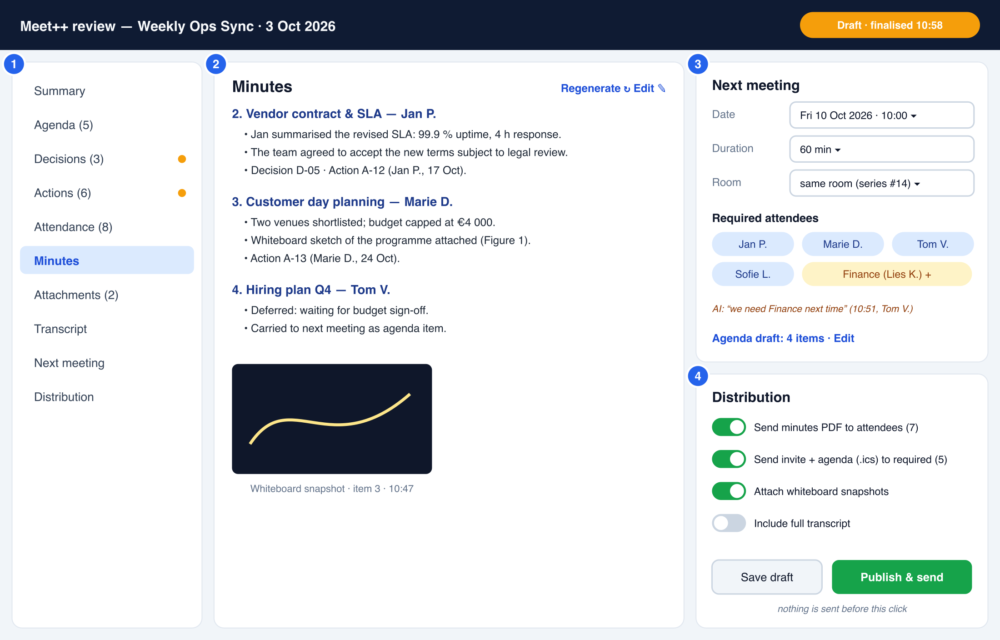 Meet++ review — Weekly Ops Sync · 3 Oct 2026
Draft · finalised 10:58
1
Summary
Agenda (5)
Decisions (3)
Actions (6)
Attendance (8)
Minutes
Attachments (2)
Transcript
Next meeting
Distribution
2
Minutes
Regenerate ↻ Edit ✎
2. Vendor contract & SLA — Jan P.
• Jan summarised the revised SLA: 99.9 % uptime, 4 h response.
• The team agreed to accept the new terms subject to legal review.
• Decision D-05 · Action A-12 (Jan P., 17 Oct).
3. Customer day planning — Marie D.
• Two venues shortlisted; budget capped at €4 000.
• Whiteboard sketch of the programme attached (Figure 1).
• Action A-13 (Marie D., 24 Oct).
4. Hiring plan Q4 — Tom V.
• Deferred: waiting for budget sign-off.
• Carried to next meeting as agenda item.
Whiteboard snapshot · item 3 · 10:47
3
Next meeting
Date
Fri 10 Oct 2026 · 10:00 ▾
Duration
60 min ▾
Room
same room (series #14) ▾
Required attendees
Jan P.
Marie D.
Tom V.
Sofie L.
Finance (Lies K.) +
AI: “we need Finance next time” (10:51, Tom V.)
Agenda draft: 4 items · Edit
4
Distribution
Send minutes PDF to attendees (7)
Send invite + agenda (.ics) to required (5)
Attach whiteboard snapshots
Include full transcript
Save draft
Publish & send
nothing is sent before this click